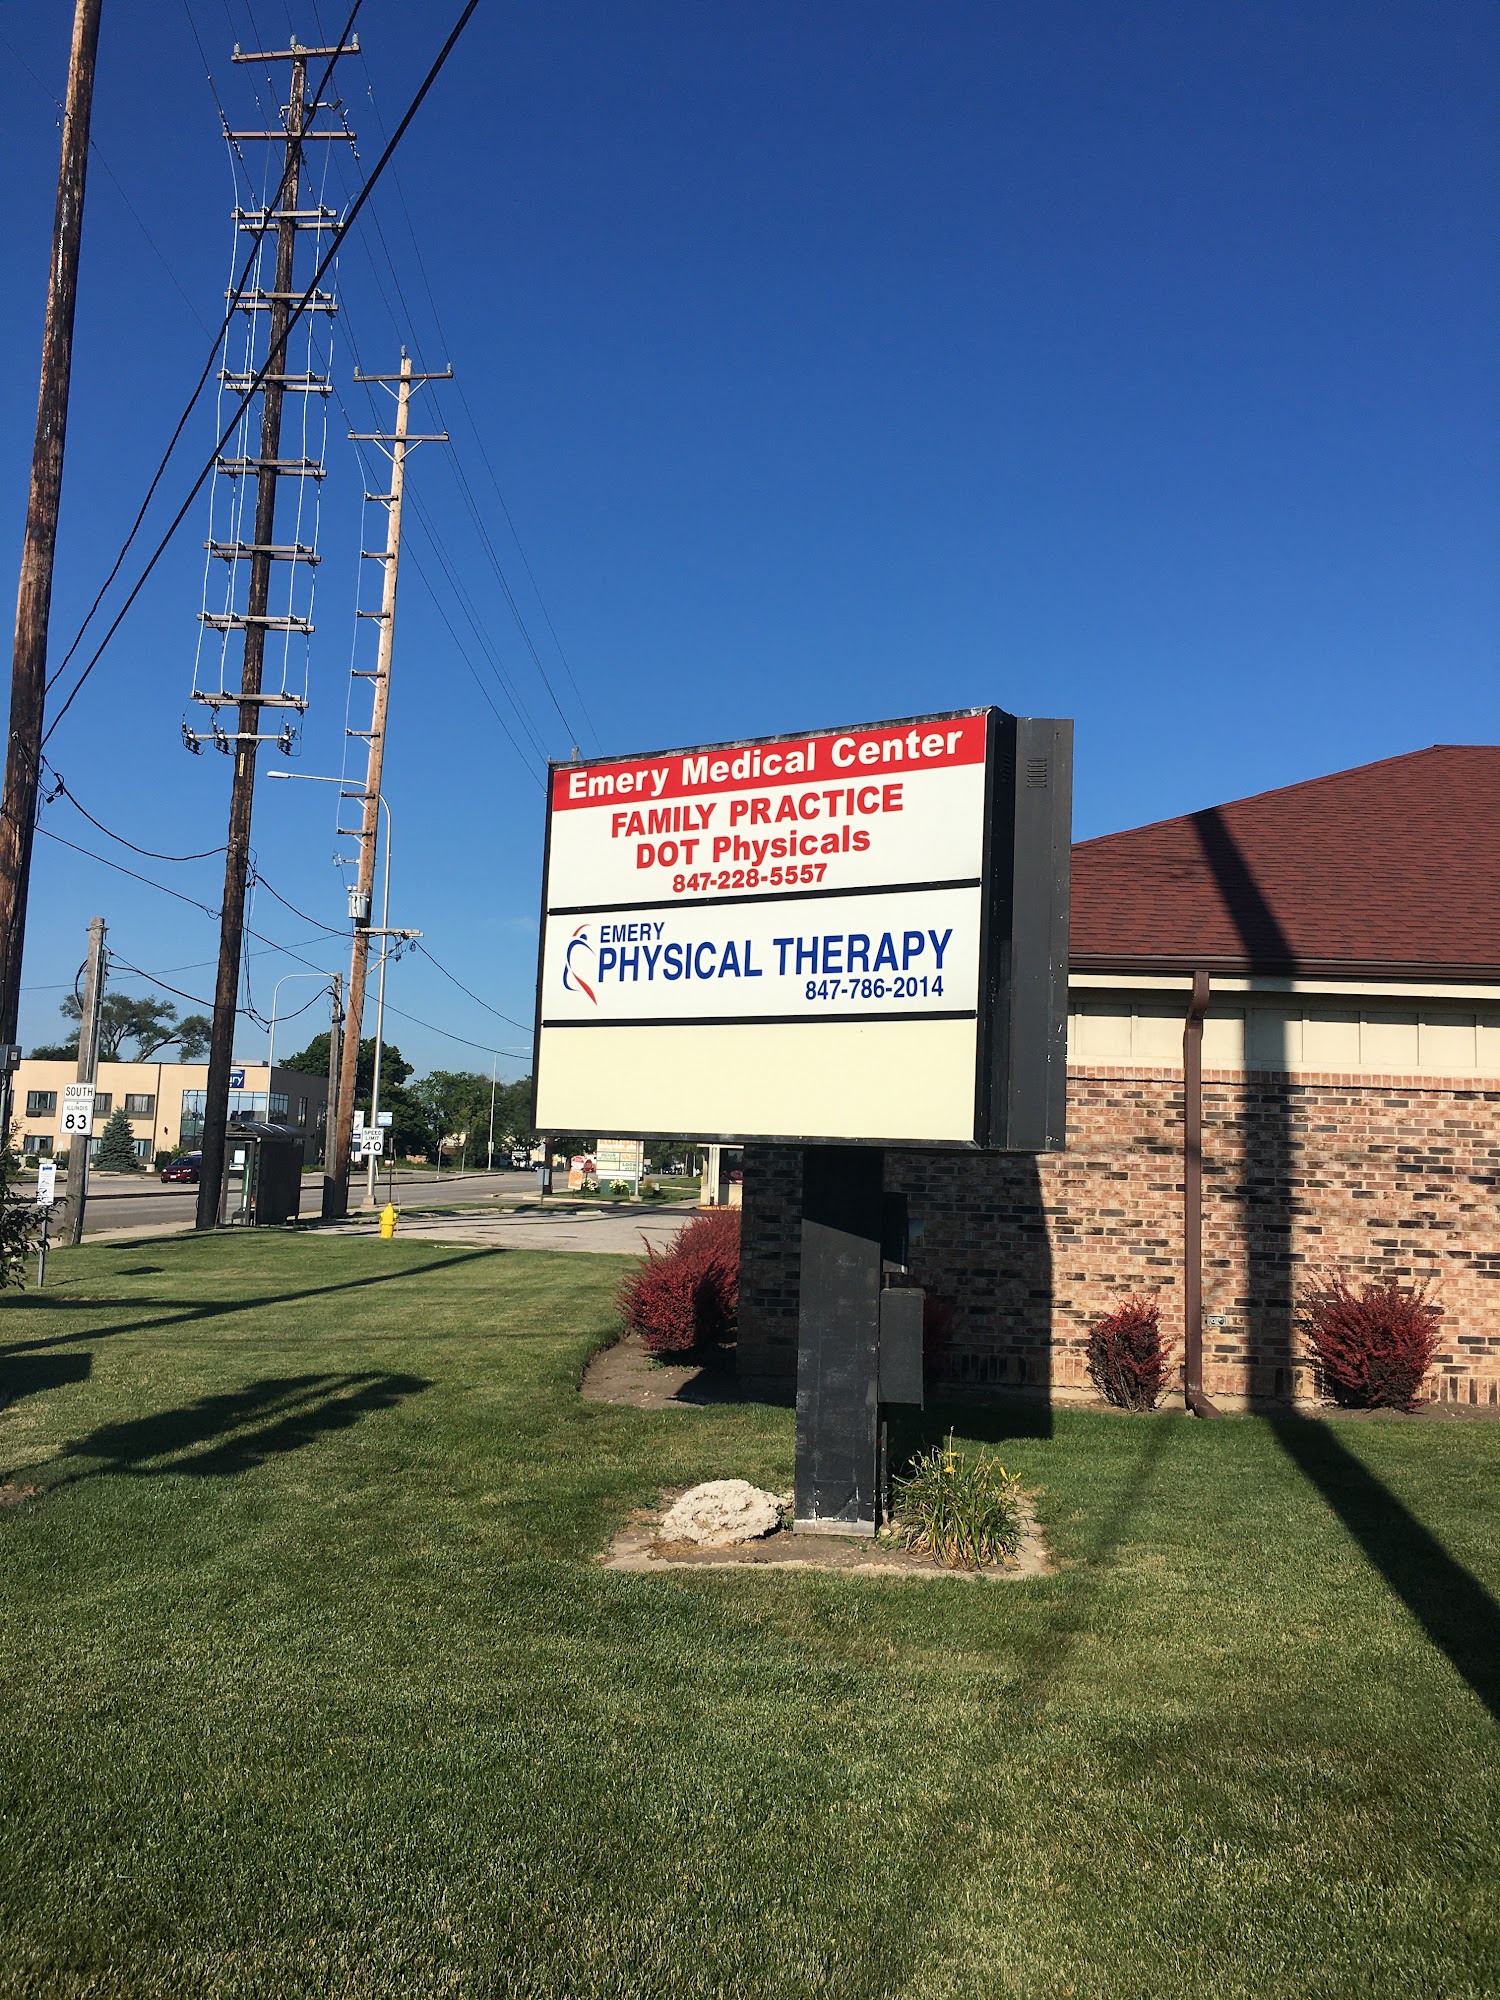 Emery Medical Center
FAMILY PRACTICE
DOT Physicals
847-228-5557
EMERY
PHYSICAL THERAPY
847-786-2014
SOUTH
ILLINOIS
83
SPEED
LIMIT
40